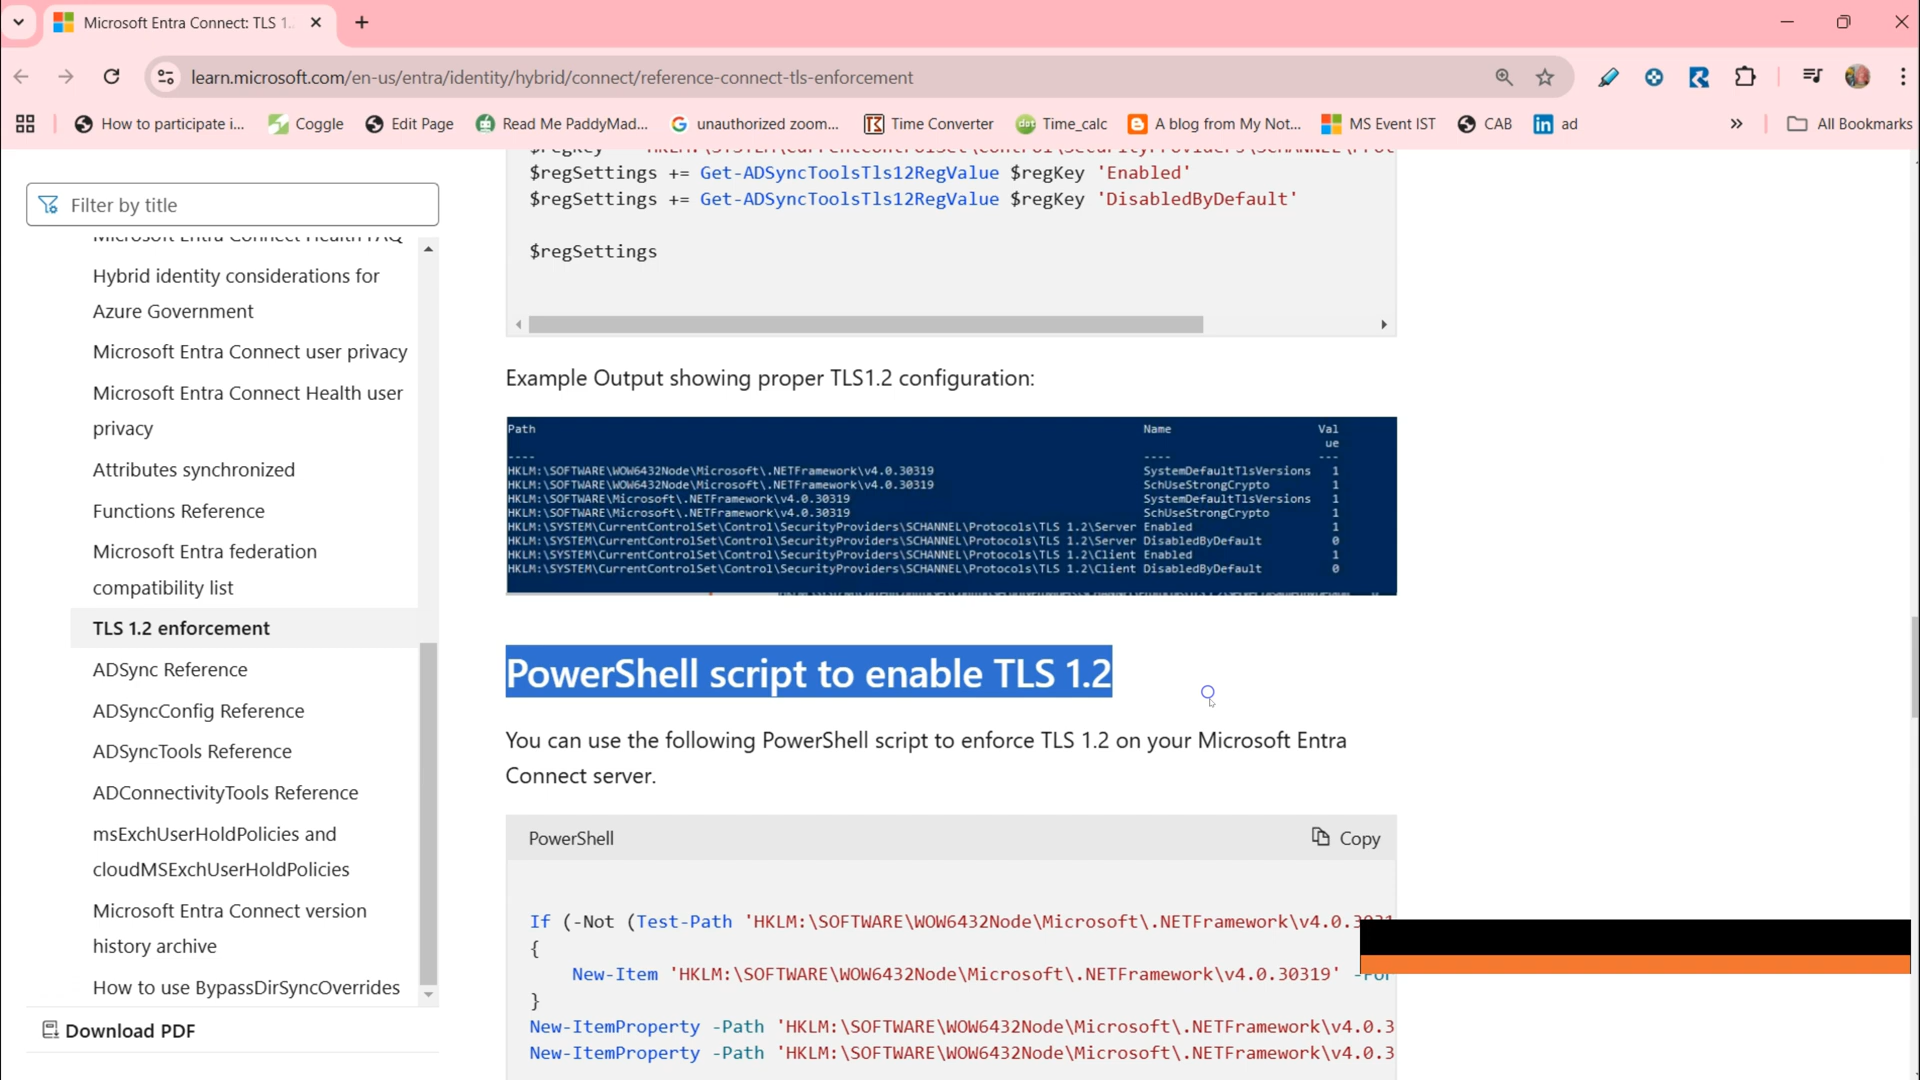 Microsoft Entra Connect: TLS 1.
learn.microsoft.com/en-us/entra/identity/hybrid/connect/reference-connect-tls-enforcement
How to participate i...
Coggle
Edit Page
Read Me PaddyMad...
unauthorized zoom...
Time Converter
Time_calc
A blog from My Not...
MS Event IST
CAB
ad
All Bookmarks
Filter by title
Microsoft Entra Connect Health FAQ
Hybrid identity considerations for
Azure Government
Microsoft Entra Connect user privacy
Microsoft Entra Connect Health user
privacy
Attributes synchronized
Functions Reference
Microsoft Entra federation
compatibility list
TLS 1.2 enforcement
ADSync Reference
ADSyncConfig Reference
ADSyncTools Reference
ADConnectivityTools Reference
msExchUserHoldPolicies and
cloudMSExchUserHoldPolicies
Microsoft Entra Connect version
history archive
How to use BypassDirSyncOverrides
Download PDF
$regSettings += Get-ADSyncToolsTls12RegValue $regKey 'Enabled'
$regSettings += Get-ADSyncToolsTls12RegValue $regKey 'DisabledByDefault'
$regSettings
Example Output showing proper TLS1.2 configuration:
Path Name Val
ue
---- ---- ---
HKLM:\SOFTWARE\WOW6432Node\Microsoft\.NETFramework\v4.0.30319 SystemDefaultTlsVersions 1
HKLM:\SOFTWARE\WOW6432Node\Microsoft\.NETFramework\v4.0.30319 SchUseStrongCrypto 1
HKLM:\SOFTWARE\Microsoft\.NETFramework\v4.0.30319 SystemDefaultTlsVersions 1
HKLM:\SOFTWARE\Microsoft\.NETFramework\v4.0.30319 SchUseStrongCrypto 1
HKLM:\SYSTEM\CurrentControlSet\Control\SecurityProviders\SCHANNEL\Protocols\TLS 1.2\Server Enabled 1
HKLM:\SYSTEM\CurrentControlSet\Control\SecurityProviders\SCHANNEL\Protocols\TLS 1.2\Server DisabledByDefault 0
HKLM:\SYSTEM\CurrentControlSet\Control\SecurityProviders\SCHANNEL\Protocols\TLS 1.2\Client Enabled 1
HKLM:\SYSTEM\CurrentControlSet\Control\SecurityProviders\SCHANNEL\Protocols\TLS 1.2\Client DisabledByDefault 0
PowerShell script to enable TLS 1.2
You can use the following PowerShell script to enforce TLS 1.2 on your Microsoft Entra
Connect server.
PowerShell Copy
If (-Not (Test-Path 'HKLM:\SOFTWARE\WOW6432Node\Microsoft\.NETFramework\v4.0.3031
{
New-Item 'HKLM:\SOFTWARE\WOW6432Node\Microsoft\.NETFramework\v4.0.30319' -For
}
New-ItemProperty -Path 'HKLM:\SOFTWARE\WOW6432Node\Microsoft\.NETFramework\v4.0.3
New-ItemProperty -Path 'HKLM:\SOFTWARE\WOW6432Node\Microsoft\.NETFramework\v4.0.3